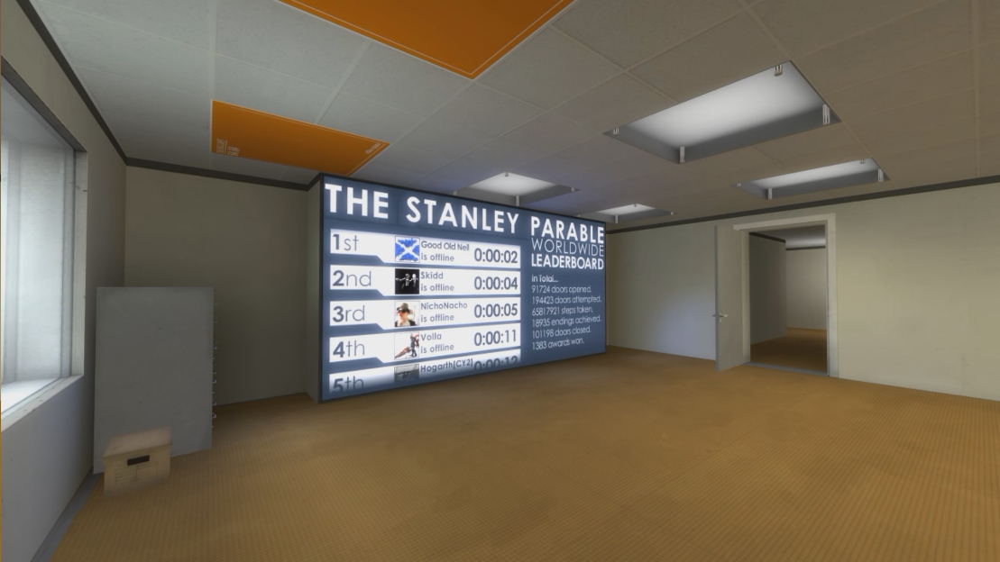 THE STANLEY PARABLE
WORLDWIDE
LEADERBOARD
1st
Good Old Neil
is offline
0:00:02
2nd
Skidd
is offline
0:00:04
3rd
NichoNacho
is offline
0:00:05
4th
Volla
is offline
0:00:11
5th
Hogarth[CY2]
0:00:12
in Total...
91724 doors opened.
194423 doors attempted.
65817921 steps taken.
18935 endings achieved.
101198 doors closed.
1383 awards won.